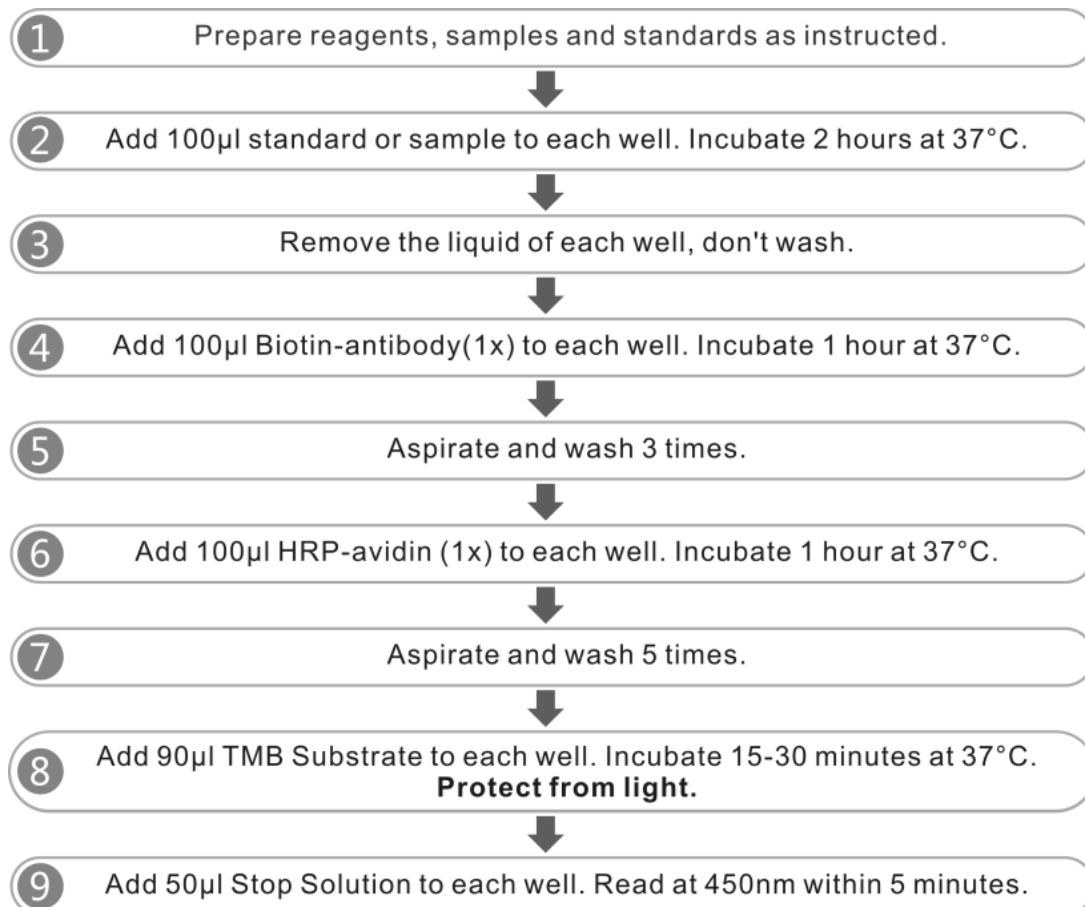 1 Prepare reagents, samples and standards as instructed.
2 Add 100μl standard or sample to each well. Incubate 2 hours at 37°C.
3 Remove the liquid of each well, don't wash.
4 Add 100μl Biotin-antibody(1x) to each well. Incubate 1 hour at 37°C.
5 Aspirate and wash 3 times.
6 Add 100μl HRP-avidin (1x) to each well. Incubate 1 hour at 37°C.
7 Aspirate and wash 5 times.
8 Add 90μl TMB Substrate to each well. Incubate 15-30 minutes at 37°C.
Protect from light.
9 Add 50μl Stop Solution to each well. Read at 450nm within 5 minutes.